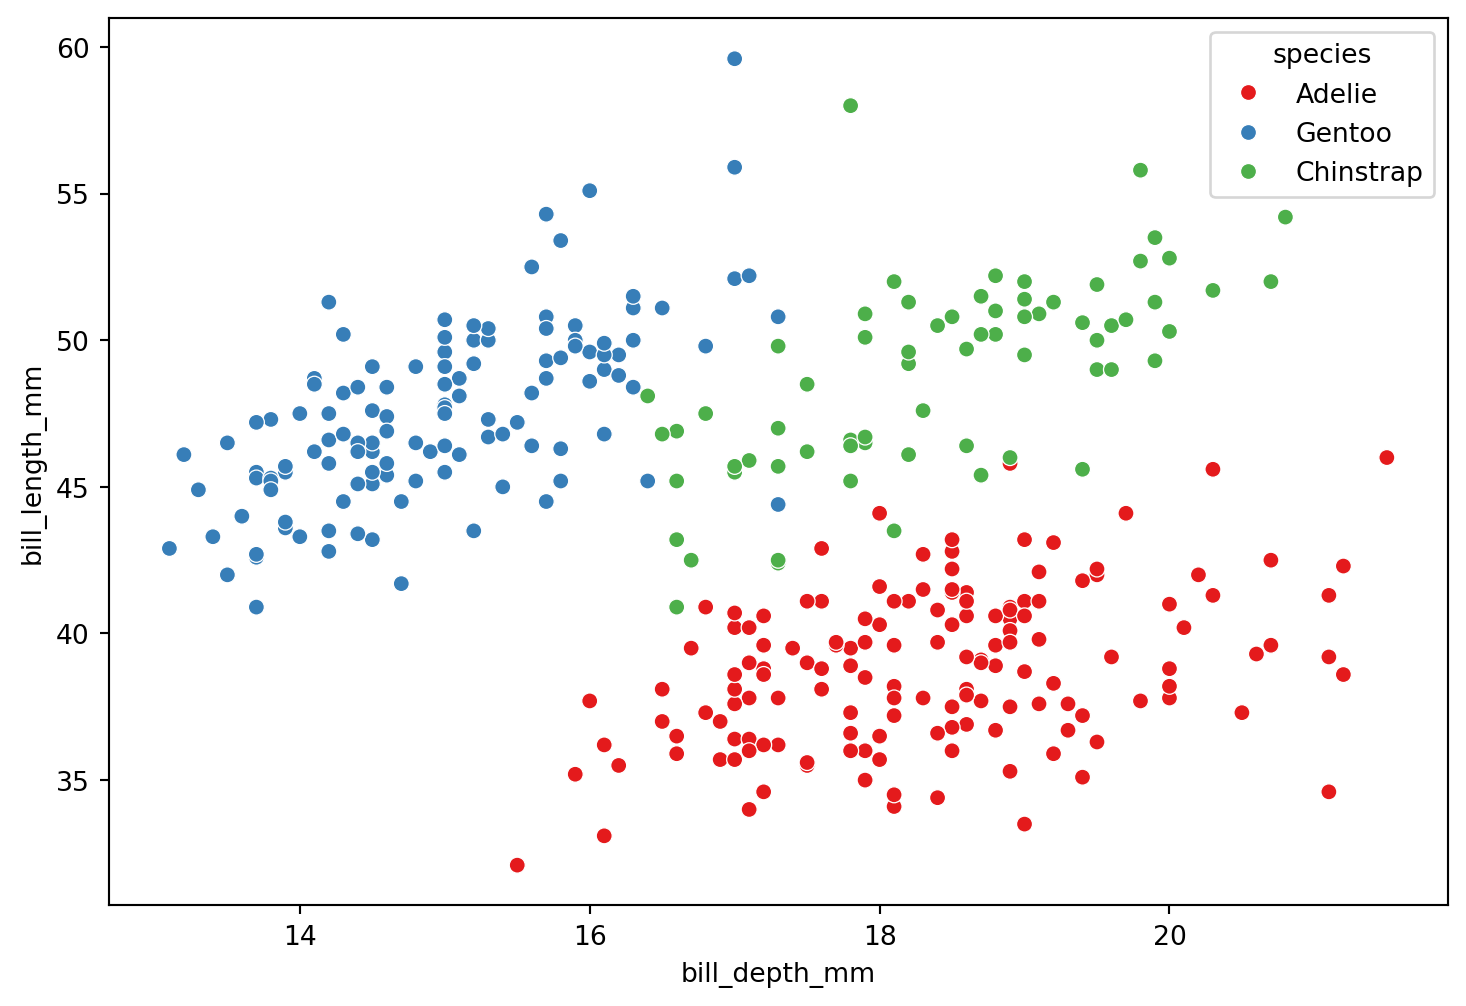 species
Adelie
Gentoo
Chinstrap
60
55
50
45
40
35
bill_length_mm
14 16 18 20
bill_depth_mm